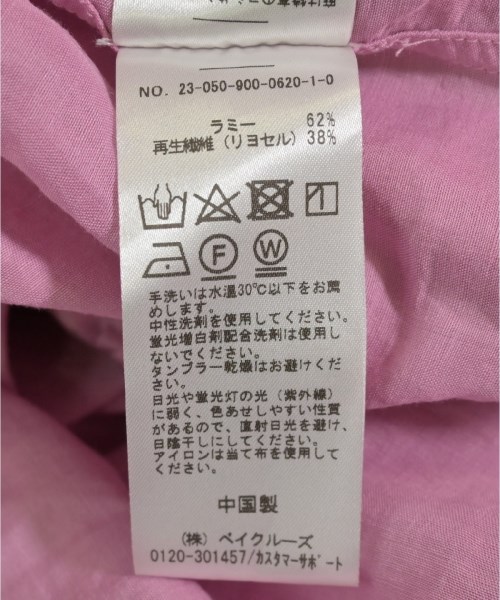 NO. 23-050-900-0620-1-0
ラミー 62%
再生繊維（リヨセル）38%
F W
手洗いは水温30℃以下をお薦
めします。
中性洗剤を使用してください。
蛍光増白剤配合洗剤は使用し
ないでください。
タンブラー乾燥はお避けくだ
さい。
日光や蛍光灯の光（紫外線）
に弱く、色あせしやすい性質
があるので、直射日光を避け、
日陰干しにしてください。
アイロンは当て布を使用して
ください。
中国製
（株）ベイクルーズ
0120-301457/カスタマーサポート